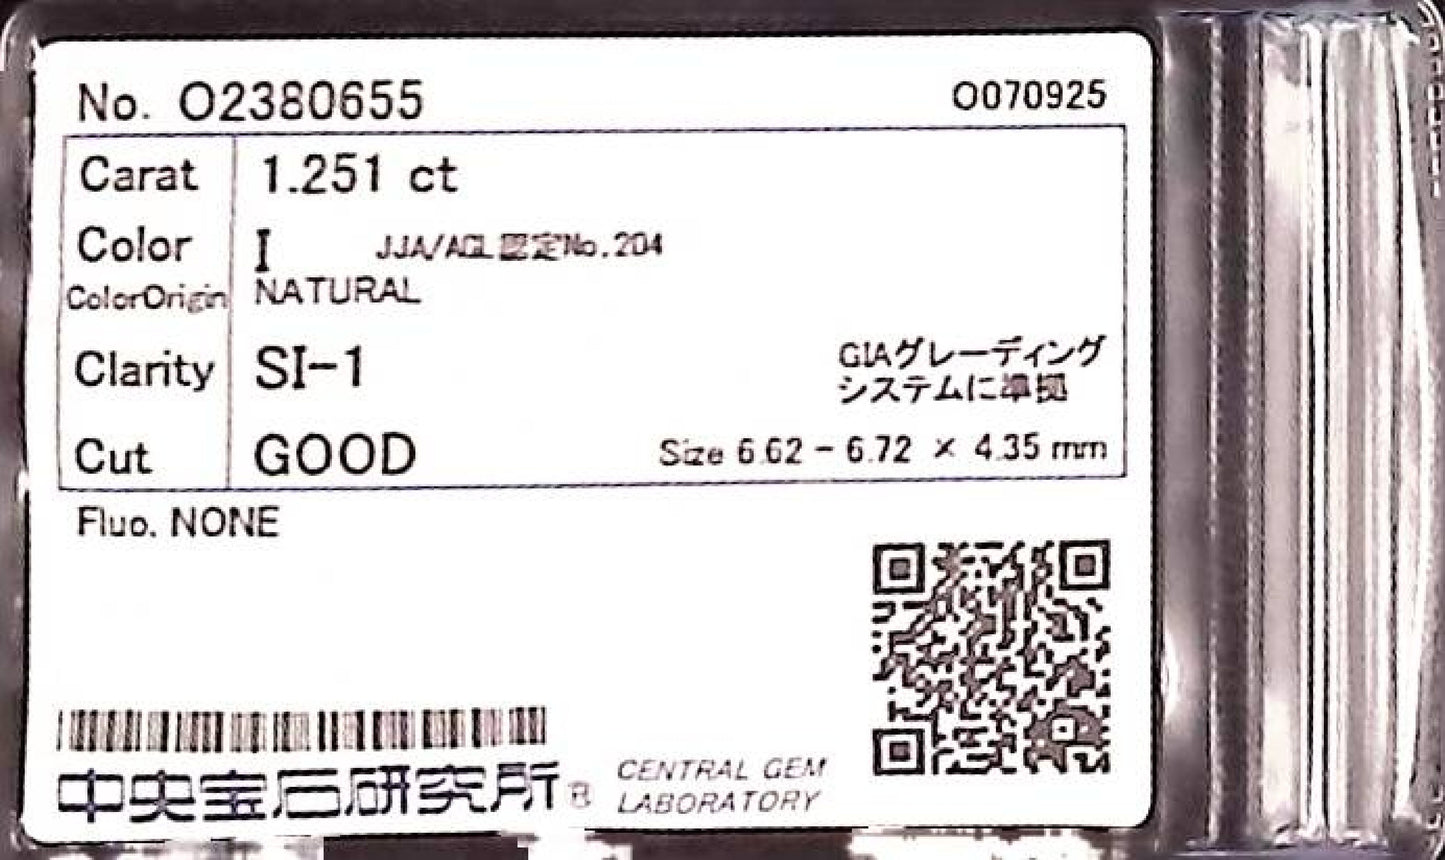 No. O2380655 O070925
Carat 1.251 ct
Color I JJA/AGL認定No.204
ColorOrigin NATURAL
Clarity SI-1 GIAグレーディング
システムに準拠
Cut GOOD Size 6.62 - 6.72 × 4.35 mm
Fluo. NONE
中央宝石研究所® CENTRAL GEM
LABORATORY